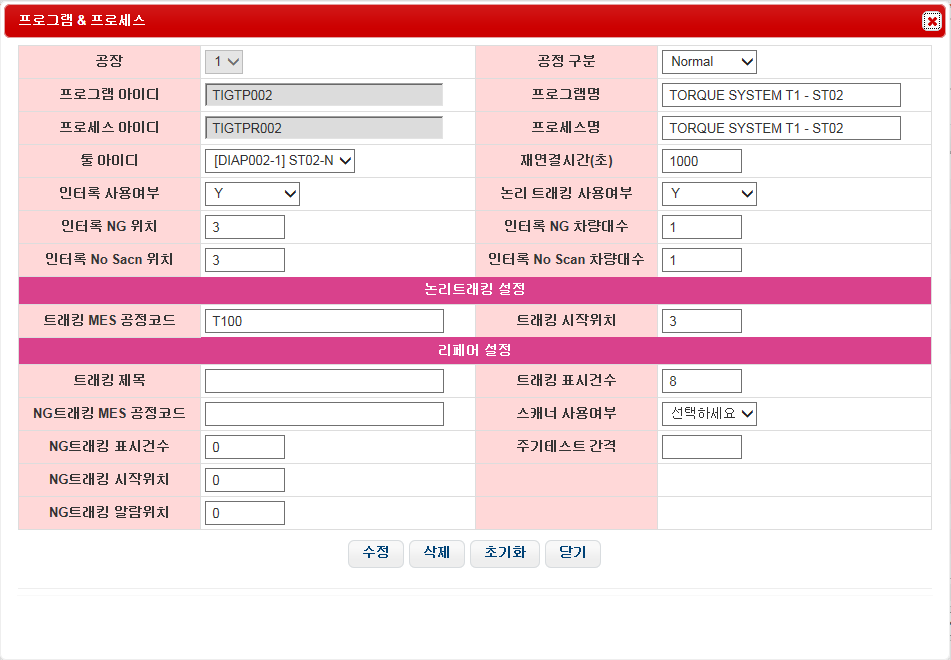 프로그램 & 프로세스
공장 1 공정 구분 Normal
프로그램 아이디 TIGTP002 프로그램명 TORQUE SYSTEM T1 - ST02
프로세스 아이디 TIGTPR002 프로세스명 TORQUE SYSTEM T1 - ST02
툴 아이디 [DIAP002-1] ST02-N 재연결시간(초) 1000
인터록 사용여부 Y 논리 트래킹 사용여부 Y
인터록 NG 위치 3 인터록 NG 차량대수 1
인터록 No Sacn 위치 3 인터록 No Scan 차량대수 1
논리트래킹 설정
트래킹 MES 공정코드 T100 트래킹 시작위치 3
리페어 설정
트래킹 제목 트래킹 표시건수 8
NG트래킹 MES 공정코드 스캐너 사용여부 선택하세요
NG트래킹 표시건수 0 주기테스트 간격
NG트래킹 시작위치 0
NG트래킹 알람위치 0
수정 삭제 초기화 닫기